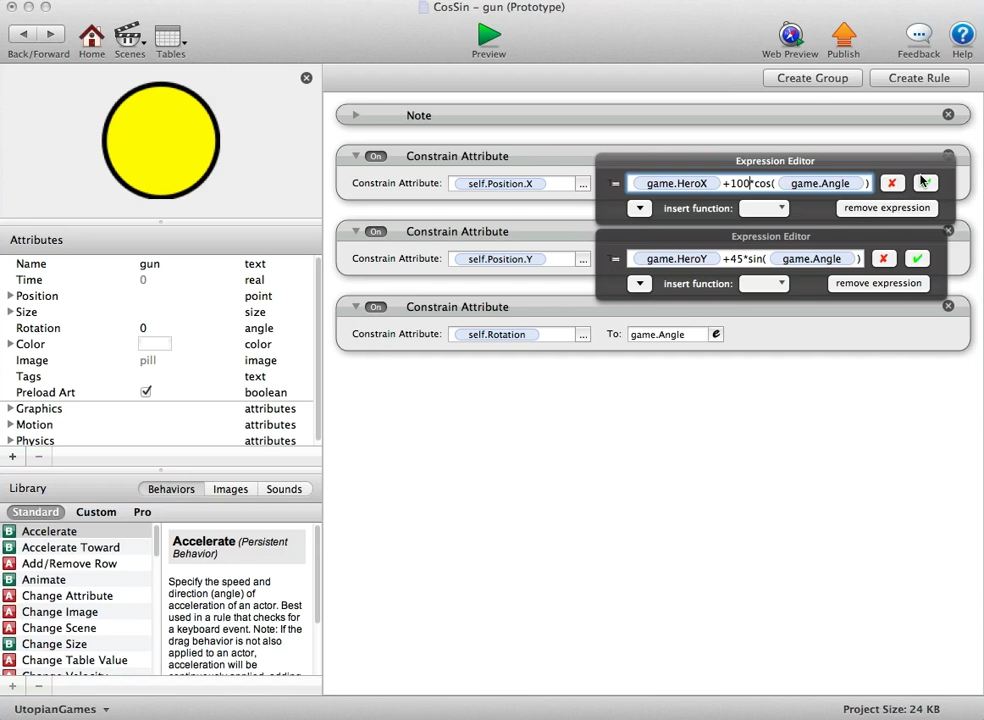 CosSin - gun (Prototype)
Back/Forward
Home
Scenes
Tables
Preview
Web Preview
Publish
Feedback
Help
Create Group
Create Rule
Note
On
Constrain Attribute
Constrain Attribute:
self.Position.X
...
Expression Editor
= game.HeroX +100*cos( game.Angle )
insert function:
remove expression
On
Constrain Attribute
Constrain Attribute:
self.Position.Y
...
Expression Editor
= game.HeroY +45*sin( game.Angle )
insert function:
remove expression
On
Constrain Attribute
Constrain Attribute:
self.Rotation
...
To: game.Angle e
Attributes
Name gun text
Time 0 real
Position point
Size size
Rotation 0 angle
Color color
Image pill image
Tags text
Preload Art boolean
Graphics attributes
Motion attributes
Physics attributes
+ −
Library Behaviors Images Sounds
Standard Custom Pro
B Accelerate
B Accelerate Toward
A Add/Remove Row
B Animate
A Change Attribute
A Change Image
A Change Scene
B Change Size
A Change Table Value
A Change Velocity
Accelerate (Persistent
Behavior)
Specify the speed and
direction (angle) of
acceleration of an actor. Best
used in a rule that checks for
a keyboard event. Note: If the
drag behavior is not also
applied to an actor,
acceleration will be
continuously applied, adding
+ −
UtopianGames
Project Size: 24 KB